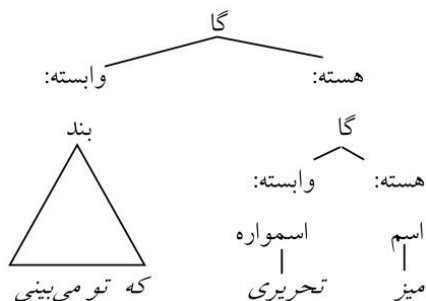 گا
هسته: وابسته:
گا بند
هسته: وابسته:
اسم اسمواره
میز تحریری که تو می‌بینی